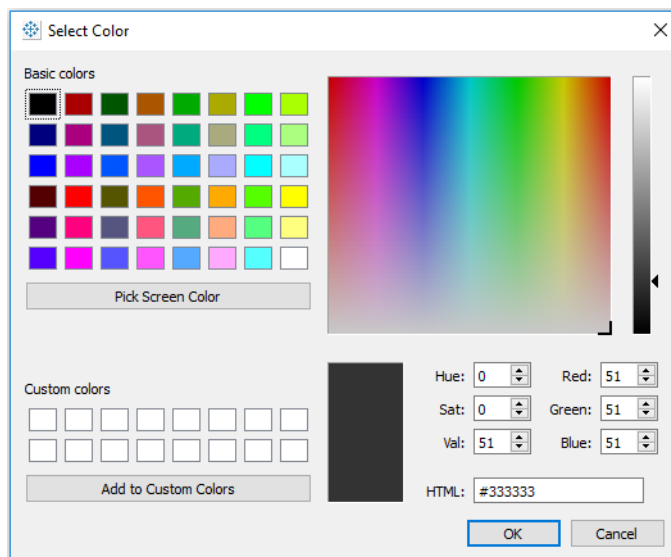 Select Color
Basic colors
Pick Screen Color
Custom colors
Add to Custom Colors
Hue: 0 Red: 51
Sat: 0 Green: 51
Val: 51 Blue: 51
HTML: #333333
OK Cancel